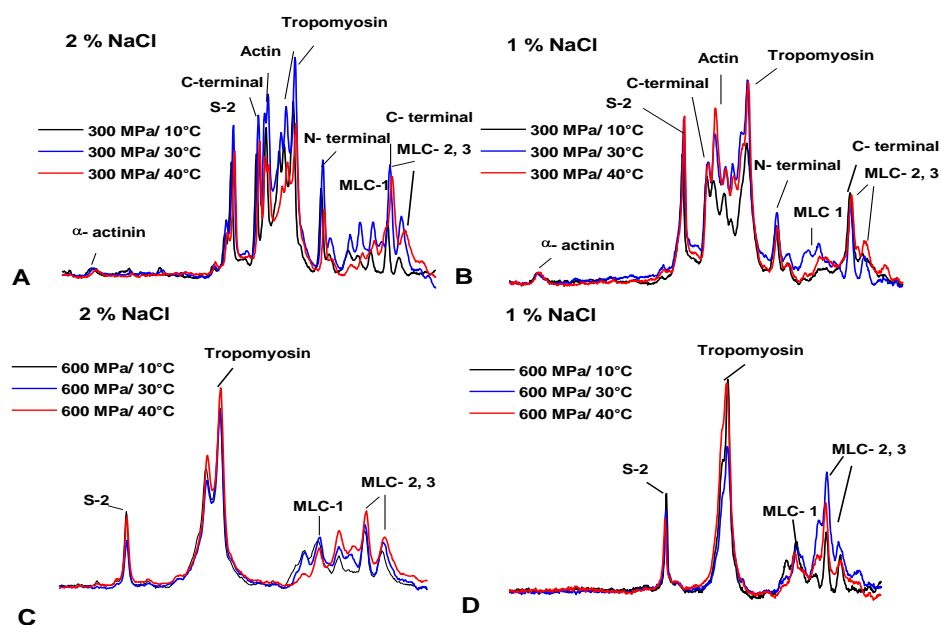 2 % NaCl
Tropomyosin
Actin
C-terminal
S-2
C- terminal
N- terminal
MLC- 2, 3
MLC-1
300 MPa/ 10°C
300 MPa/ 30°C
300 MPa/ 40°C
α- actinin
A
1 % NaCl
Tropomyosin
Actin
C-terminal
S-2
C- terminal
N- terminal
MLC- 2, 3
MLC 1
300 MPa/ 10°C
300 MPa/ 30°C
300 MPa/ 40°C
α- actinin
B
2 % NaCl
Tropomyosin
600 MPa/ 10°C
600 MPa/ 30°C
600 MPa/ 40°C
S-2
MLC-1
MLC- 2, 3
C
1 % NaCl
Tropomyosin
600 MPa/ 10°C
600 MPa/ 30°C
600 MPa/ 40°C
S-2
MLC- 2, 3
MLC- 1
D